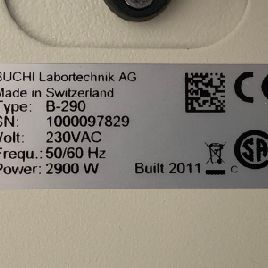 BUCHI Labortechnik AG
Made in Switzerland
Type: B-290
SN: 1000097829
Volt: 230VAC
Frequ.: 50/60 Hz
Power: 2900 W Built 2011
C SA